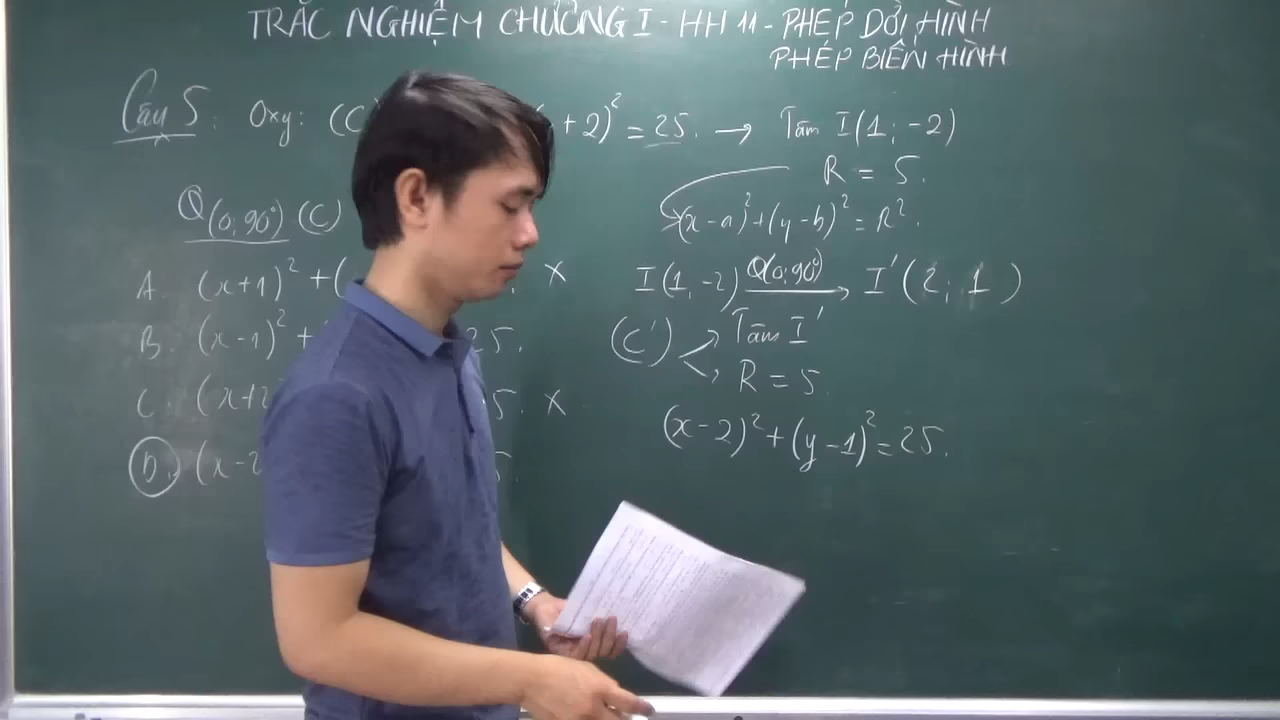 TRẮC NGHIỆM CHƯƠNG I - HH 11 - PHÉP DỜI HÌNH
PHÉP BIẾN HÌNH
Câu 5: Oxy: (C + 2)² = 25. → Tâm I(1; -2)
R = 5.
Q(O; 90°) (C)
(x-a)² + (y-b)² = R².
A. (x+1)² + ( . x
I(1, -2) Q(O; 90°) → I'(2; 1)
B. (x-1)² + 25.
(C') Tâm I'
R = 5
C. (x+2 5. x
D. (x-2 5.
(x-2)² + (y-1)² = 25.